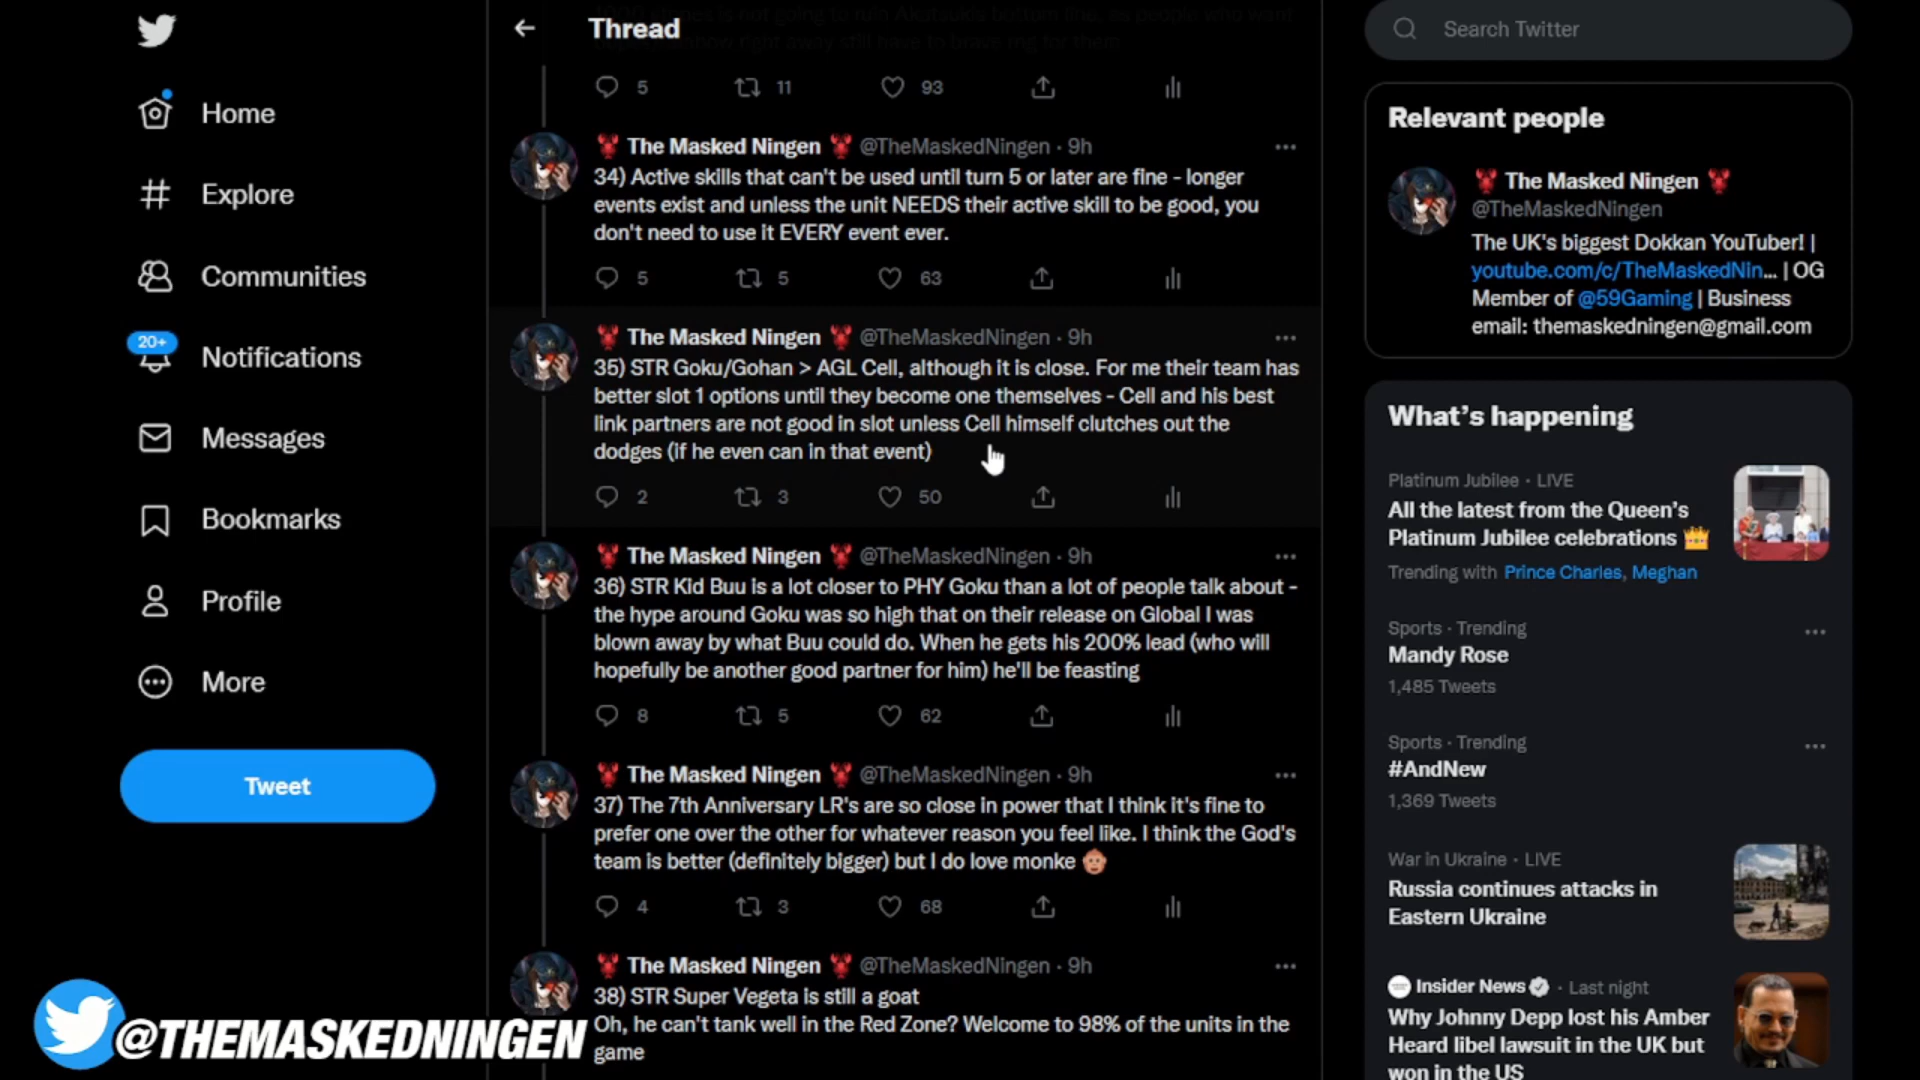 Home
Explore
Communities
20+
Notifications
Messages
Bookmarks
Profile
More
Tweet
@THEMASKEDNINGEN
Thread
5 11 93
The Masked Ningen @TheMaskedNingen · 9h
34) Active skills that can't be used until turn 5 or later are fine - longer
events exist and unless the unit NEEDS their active skill to be good, you
don't need to use it EVERY event ever.
5 5 63
The Masked Ningen @TheMaskedNingen · 9h
35) STR Goku/Gohan > AGL Cell, although it is close. For me their team has
better slot 1 options until they become one themselves - Cell and his best
link partners are not good in slot unless Cell himself clutches out the
dodges (if he even can in that event)
2 3 50
The Masked Ningen @TheMaskedNingen · 9h
36) STR Kid Buu is a lot closer to PHY Goku than a lot of people talk about -
the hype around Goku was so high that on their release on Global I was
blown away by what Buu could do. When he gets his 200% lead (who will
hopefully be another good partner for him) he'll be feasting
8 5 62
The Masked Ningen @TheMaskedNingen · 9h
37) The 7th Anniversary LR's are so close in power that I think it's fine to
prefer one over the other for whatever reason you feel like. I think the God's
team is better (definitely bigger) but I do love monke 🐵
4 3 68
The Masked Ningen @TheMaskedNingen · 9h
38) STR Super Vegeta is still a goat
Oh, he can't tank well in the Red Zone? Welcome to 98% of the units in the
game
Search Twitter
Relevant people
The Masked Ningen
@TheMaskedNingen
The UK's biggest Dokkan YouTuber! |
youtube.com/c/TheMaskedNin... | OG
Member of @59Gaming | Business
email: themaskedningen@gmail.com
What's happening
Platinum Jubilee · LIVE
All the latest from the Queen's
Platinum Jubilee celebrations 👑
Trending with Prince Charles, Meghan
Sports · Trending
Mandy Rose
1,485 Tweets
Sports · Trending
#AndNew
1,369 Tweets
War in Ukraine · LIVE
Russia continues attacks in
Eastern Ukraine
Insider News · Last night
Why Johnny Depp lost his Amber
Heard libel lawsuit in the UK but
won in the US